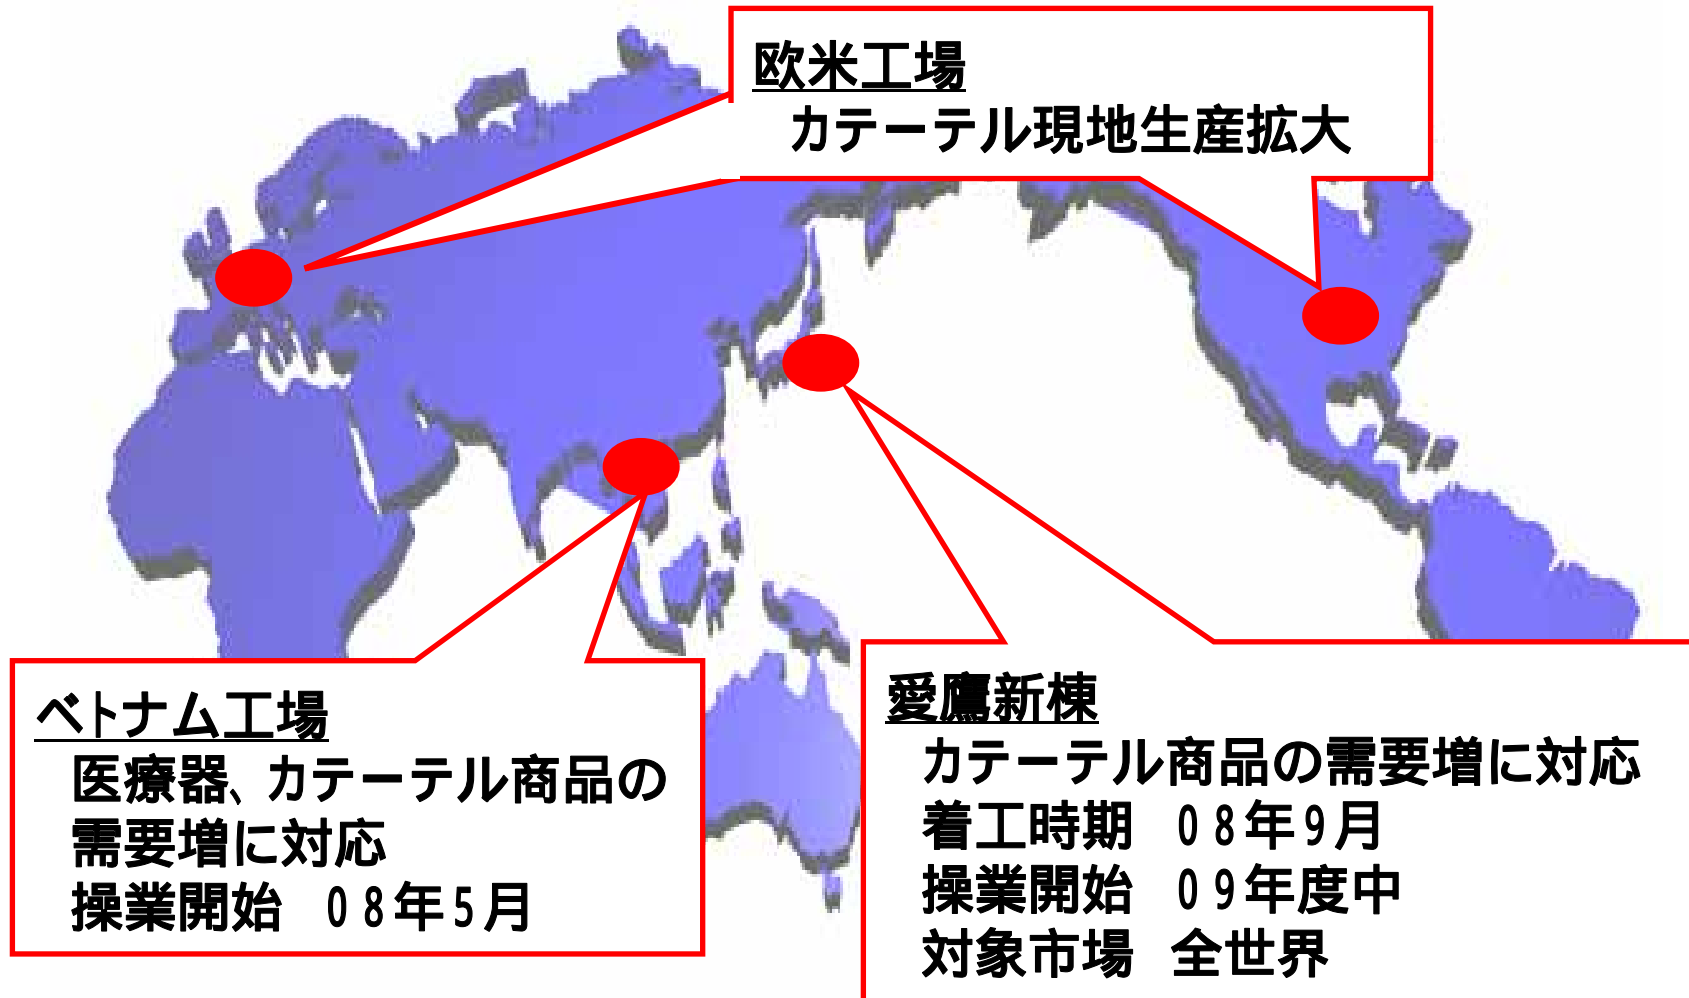 欧米工場
カテーテル現地生産拡大
ベトナム工場
医療器、カテーテル商品の
需要増に対応
操業開始　０８年５月
愛鷹新棟
カテーテル商品の需要増に対応
着工時期　０８年９月
操業開始　０９年度中
対象市場　全世界